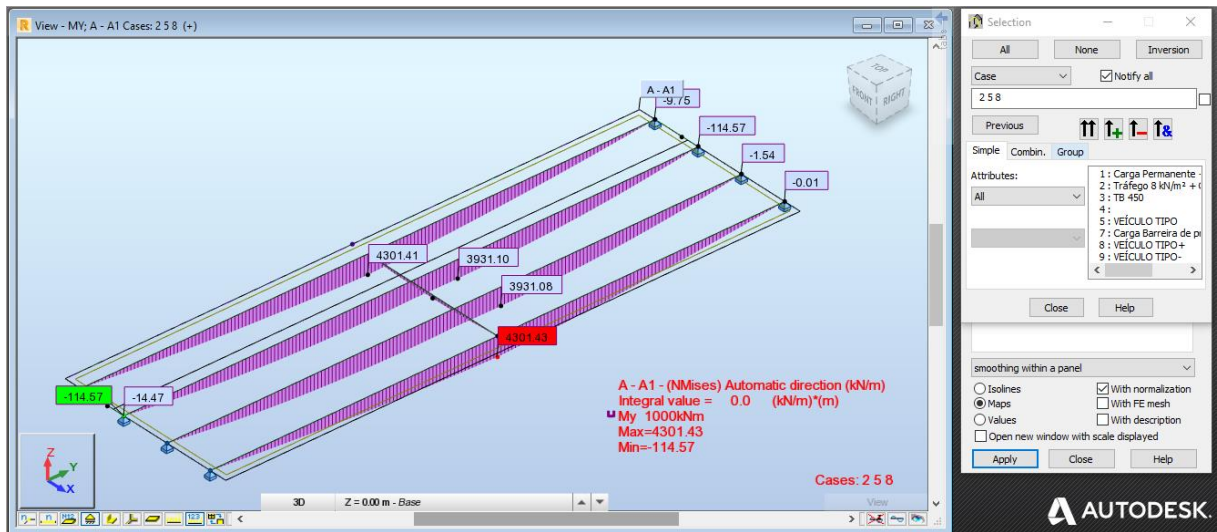 View - MY; A - A1 Cases: 2 5 8 (+)
A - A1
-9.75
-114.57
-1.54
-0.01
4301.41
3931.10
3931.08
4301.43
-114.57
-14.47
TOP
FRONT
RIGHT
A - A1 - (NMises) Automatic direction (kN/m)
Integral value = 0.0 (kN/m)*(m)
My 1000kNm
Max=4301.43
Min=-114.57
Cases: 2 5 8
Z
Y
X
3D
Z = 0.00 m - Base
View
Selection
All
None
Inversion
Case
Notify all
2 5 8
Previous
Simple
Combin.
Group
Attributes:
All
1 : Carga Permanente -
2 : Tráfego 8 kN/m² +
3 : TB 450
4 :
5 : VEÍCULO TIPO
7 : Carga Barreira de
8 : VEÍCULO TIPO+
9 : VEÍCULO TIPO-
Close
Help
smoothing within a panel
Isolines
With normalization
Maps
With FE mesh
Values
With description
Open new window with scale displayed
Apply
Close
Help
AUTODESK.